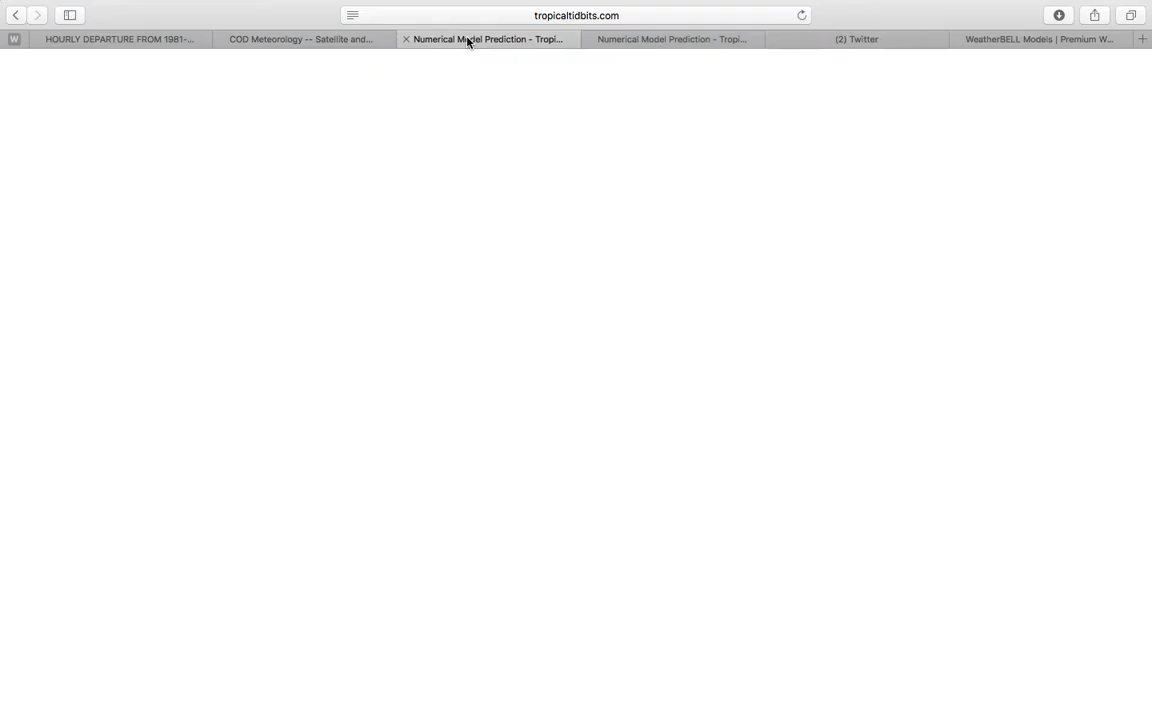 tropicaltidbits.com
W HOURLY DEPARTURE FROM 1981-... COD Meteorology -- Satellite and... Numerical Model Prediction - Tropi... Numerical Model Prediction - Tropi... (2) Twitter WeatherBELL Models | Premium W...